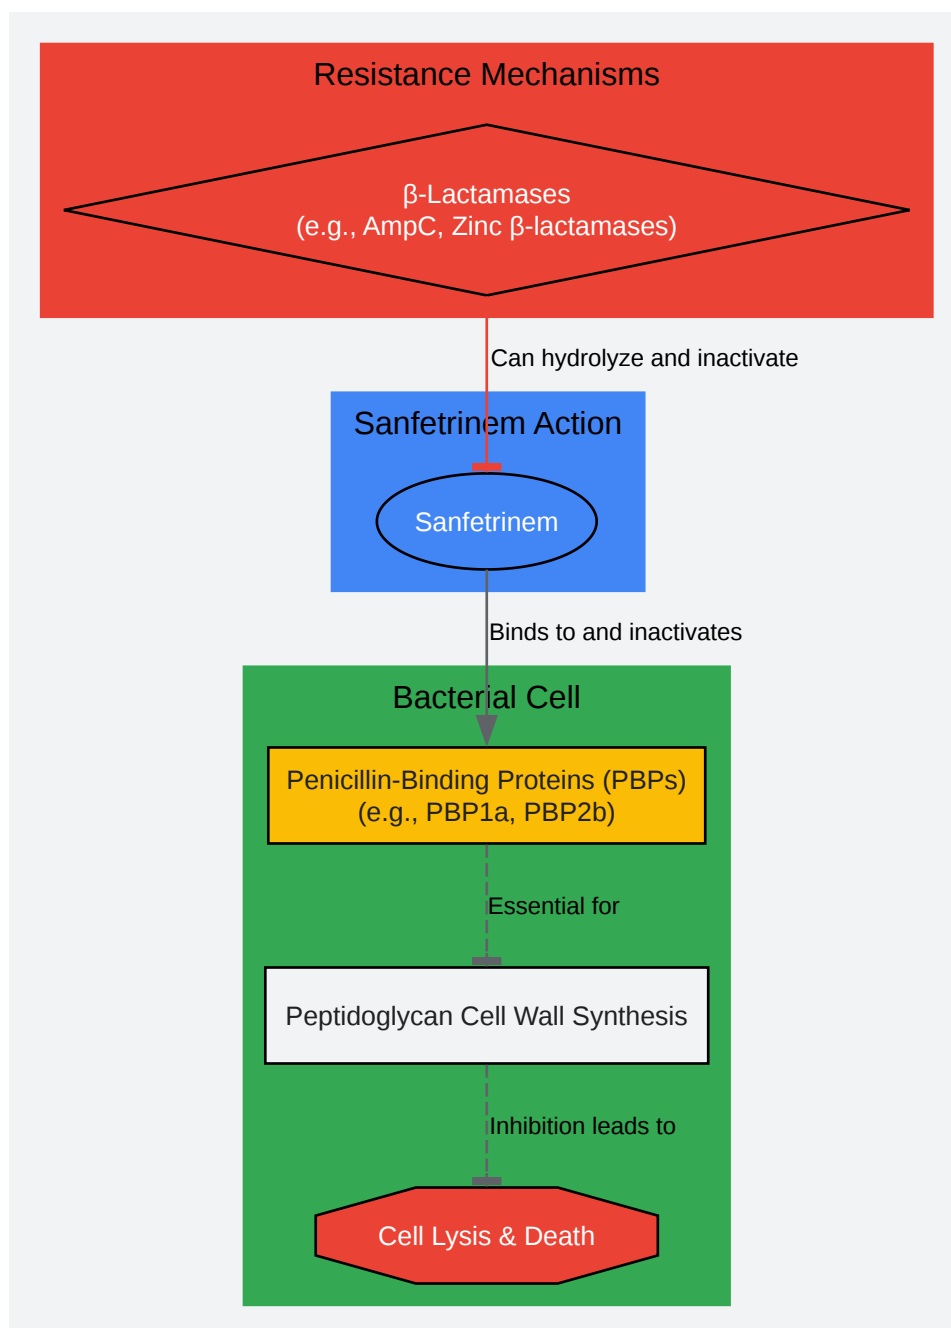 Resistance Mechanisms
β-Lactamases
(e.g., AmpC, Zinc β-lactamases)
Can hydrolyze and inactivate
Sanfetrinem Action
Sanfetrinem
Binds to and inactivates
Bacterial Cell
Penicillin-Binding Proteins (PBPs)
(e.g., PBP1a, PBP2b)
Essential for
Peptidoglycan Cell Wall Synthesis
Inhibition leads to
Cell Lysis & Death